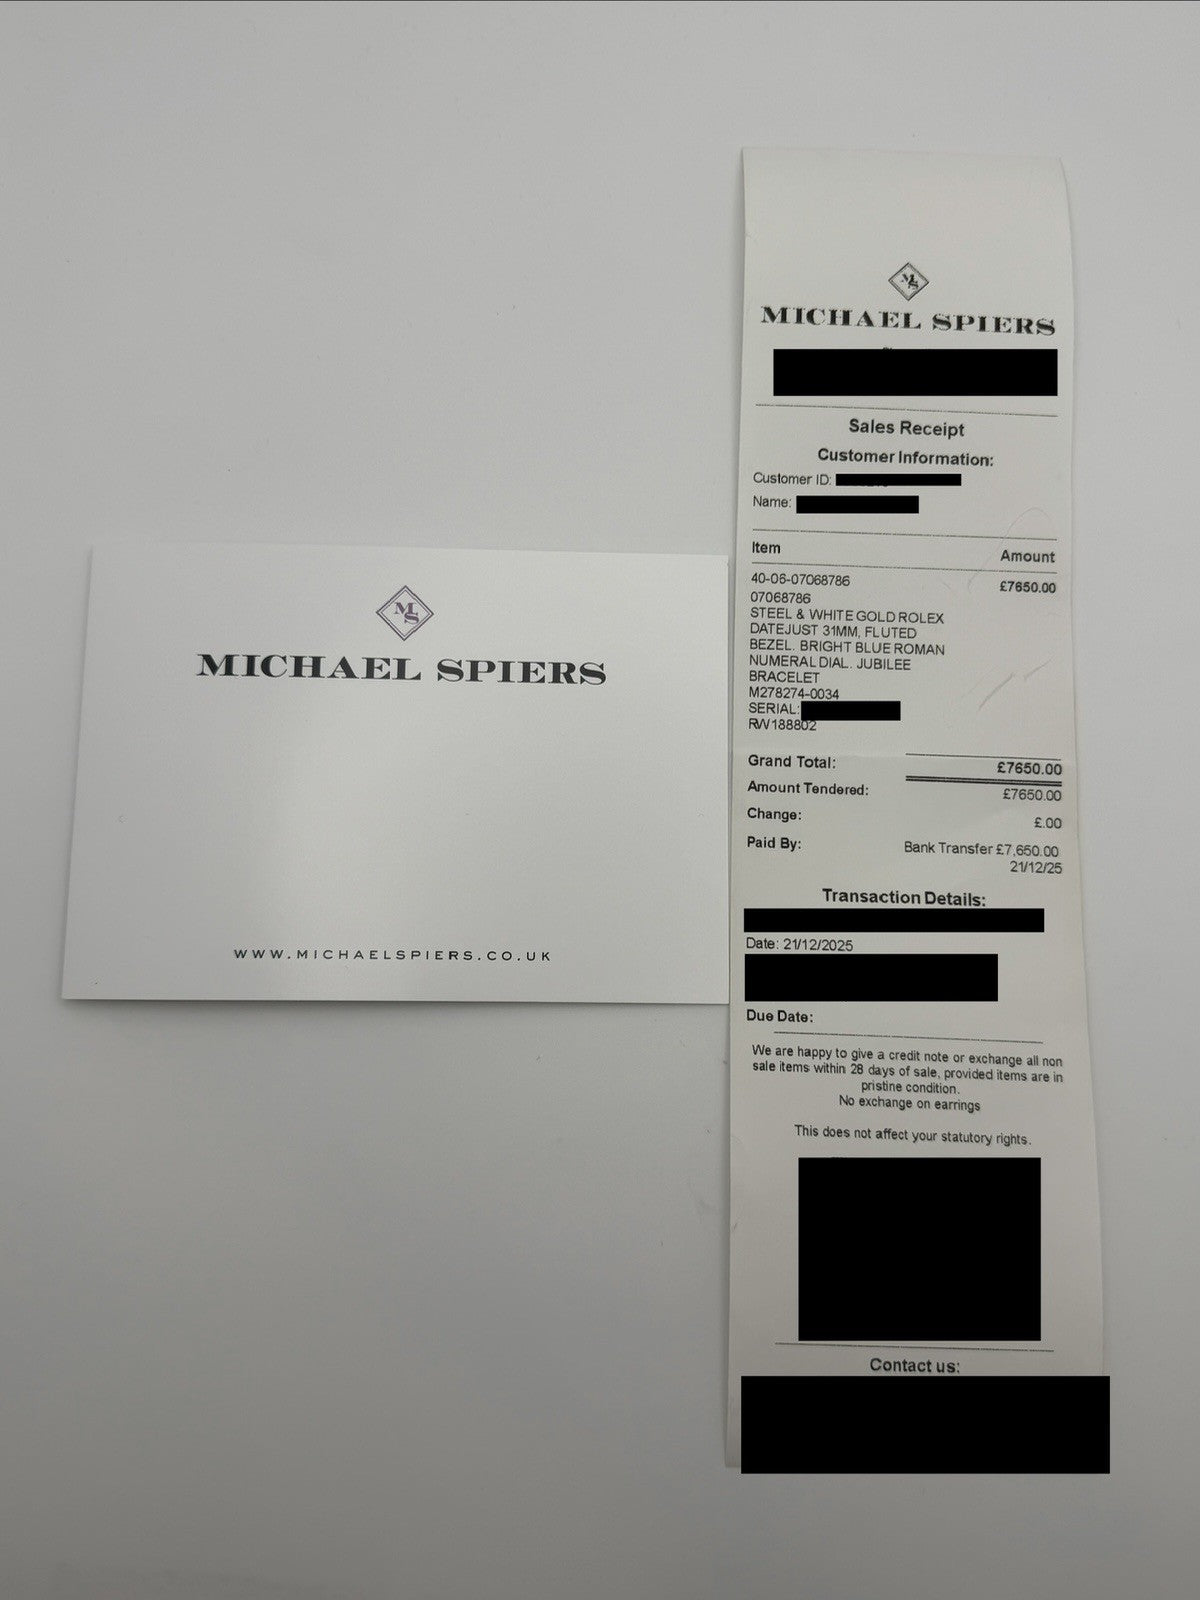 MS
MICHAEL SPIERS
WWW.MICHAELSPIERS.CO.UK
MS
MICHAEL SPIERS
Sales Receipt
Customer Information:
Customer ID:
Name:
Item Amount
40-06-07068786 £7650.00
07068786
STEEL & WHITE GOLD ROLEX
DATEJUST 31MM, FLUTED
BEZEL. BRIGHT BLUE ROMAN
NUMERAL DIAL. JUBILEE
BRACELET
M278274-0034
SERIAL:
RW188802
Grand Total: £7650.00
Amount Tendered: £7650.00
Change: £.00
Paid By: Bank Transfer £7,650.00
21/12/25
Transaction Details:
Date: 21/12/2025
Due Date:
We are happy to give a credit note or exchange all non
sale items within 28 days of sale, provided items are in
pristine condition.
No exchange on earrings
This does not affect your statutory rights.
Contact us: